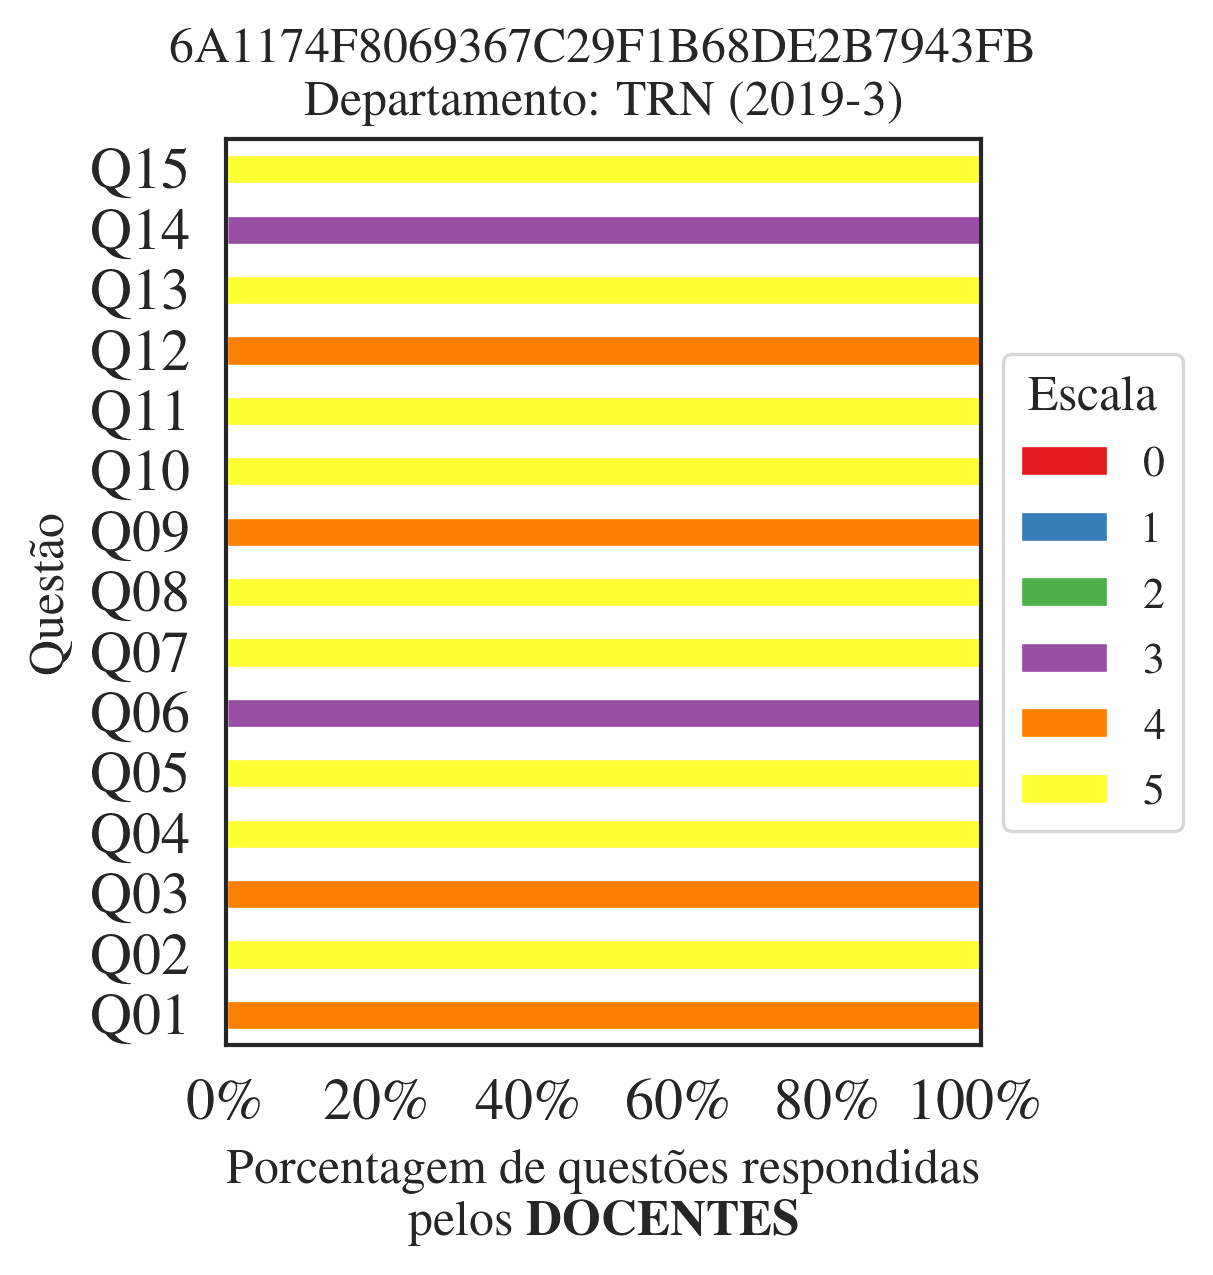 6A1174F8069367C29F1B68DE2B7943FB
Departamento: TRN (2019-3)
Q15
Q14
Q13
Q12
Q11
Q10
Q09
Q08
Q07
Q06
Q05
Q04
Q03
Q02
Q01
Questão
0% 20% 40% 60% 80% 100%
Porcentagem de questões respondidas
pelos DOCENTES
Escala
0
1
2
3
4
5